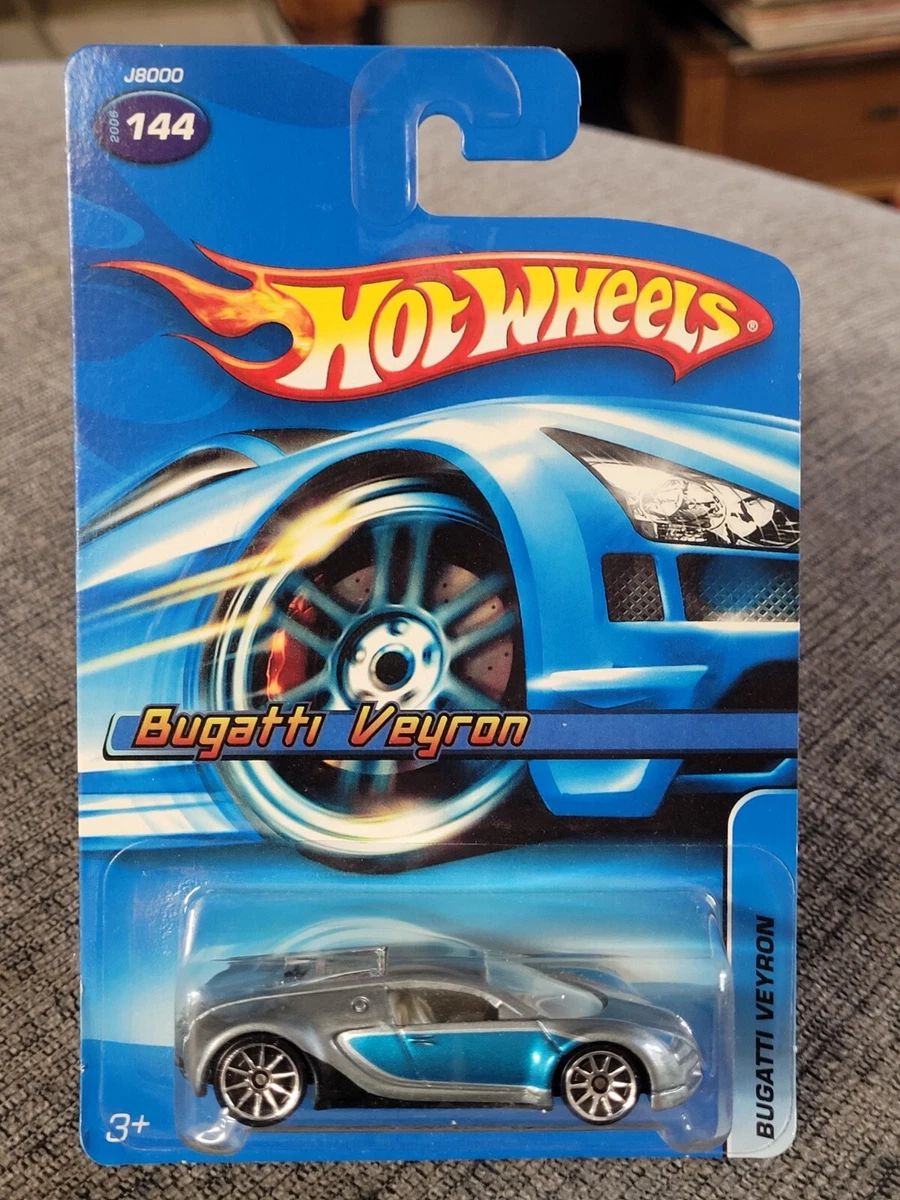 J8000
2006 144
HOT WHEELS®
Bugatti Veyron
BUGATTI VEYRON
3+